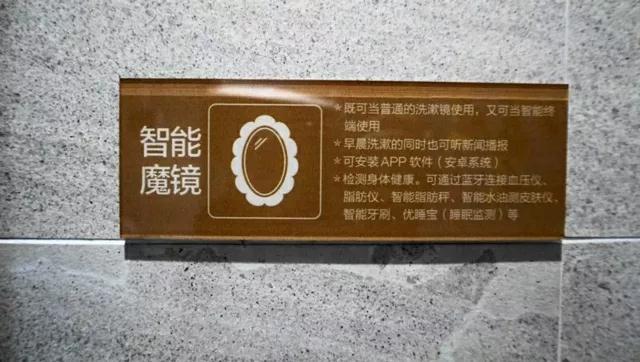 智能
魔镜
*既可当普通的洗漱镜使用，又可当智能终
端使用
*早晨洗漱的同时也可听新闻播报
*可安装APP软件（安卓系统）
*检测身体健康。可通过蓝牙连接血压仪、
脂肪仪、智能脂肪秤、智能水油测皮肤仪、
智能牙刷、优睡宝（睡眠监测）等